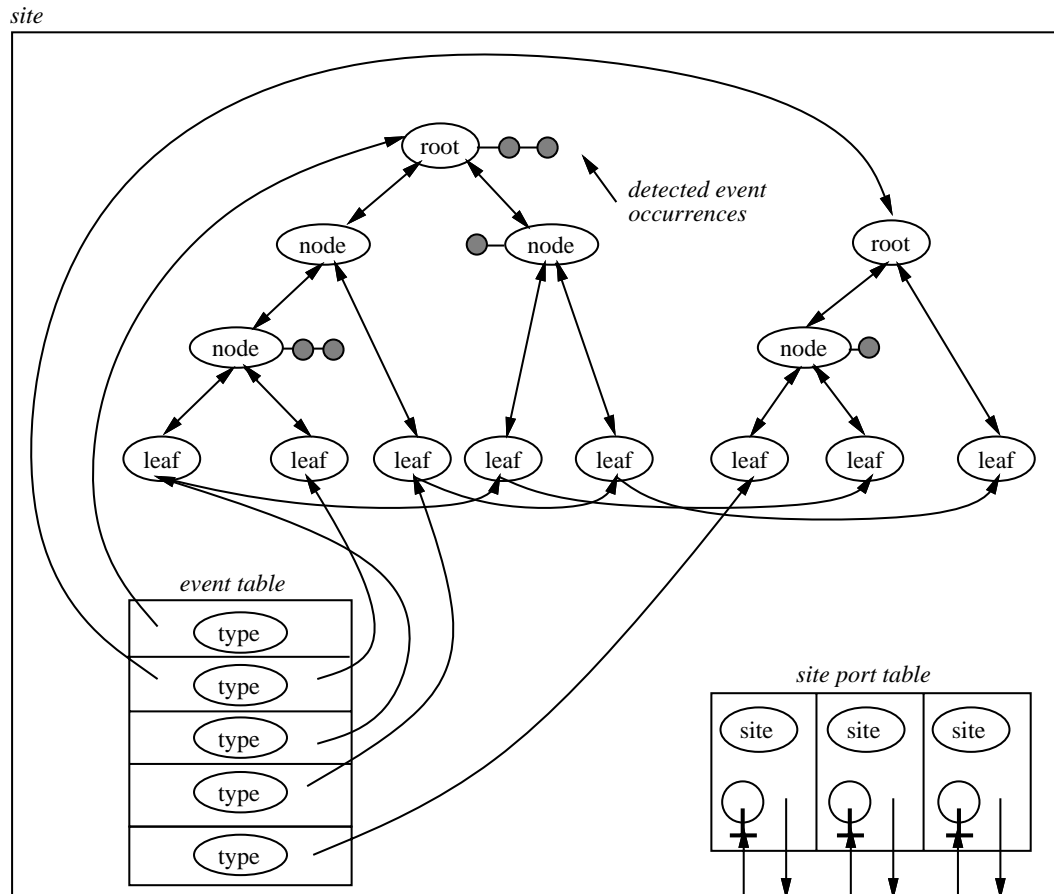 site
root
detected event
occurrences
node
node
root
node
node
leaf
leaf
leaf
leaf
leaf
leaf
leaf
leaf
event table
type
type
type
type
type
site port table
site
site
site